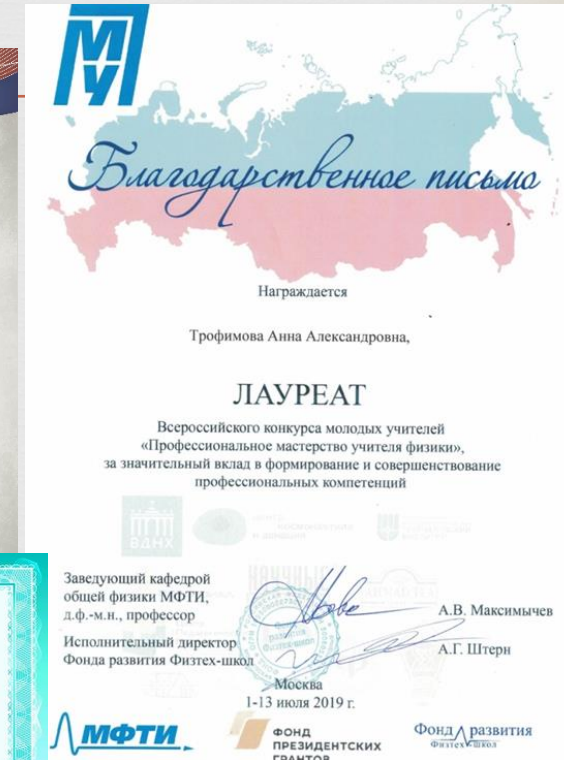 МУ
Благодарственное письмо
Награждается
Трофимова Анна Александровна,
ЛАУРЕАТ
Всероссийского конкурса молодых учителей
«Профессиональное мастерство учителя физики»,
за значительный вклад в формирование и совершенствование
профессиональных компетенций
ВДНХ
Заведующий кафедрой
общей физики МФТИ,
д.ф.-м.н., профессор
А.В. Максимычев
Исполнительный директор
Фонда развития Физтех-школ
А.Г. Штерн
Москва
1-13 июля 2019 г.
МФТИ
ФОНД
ПРЕЗИДЕНТСКИХ
ГРАНТОВ
Фонд развития
Физтех-школ